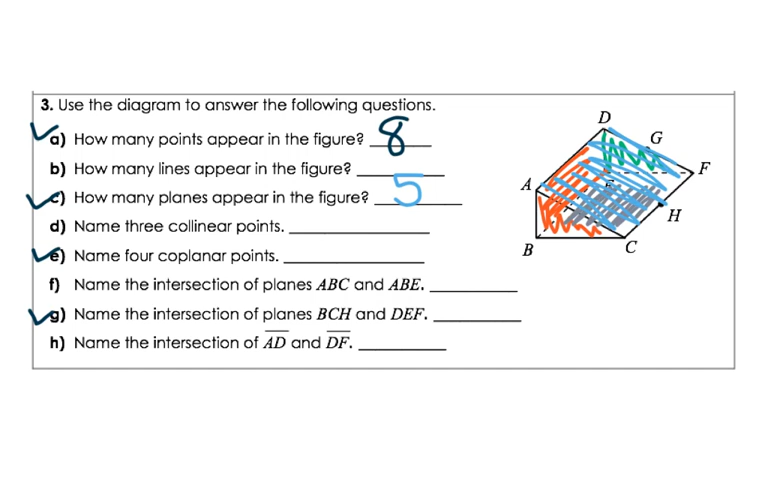 3. Use the diagram to answer the following questions.
a) How many points appear in the figure? 8
b) How many lines appear in the figure?
c) How many planes appear in the figure? 5
d) Name three collinear points.
e) Name four coplanar points.
f) Name the intersection of planes ABC and ABE.
g) Name the intersection of planes BCH and DEF.
h) Name the intersection of AD and DF.
D
G
F
A
E
H
B
C